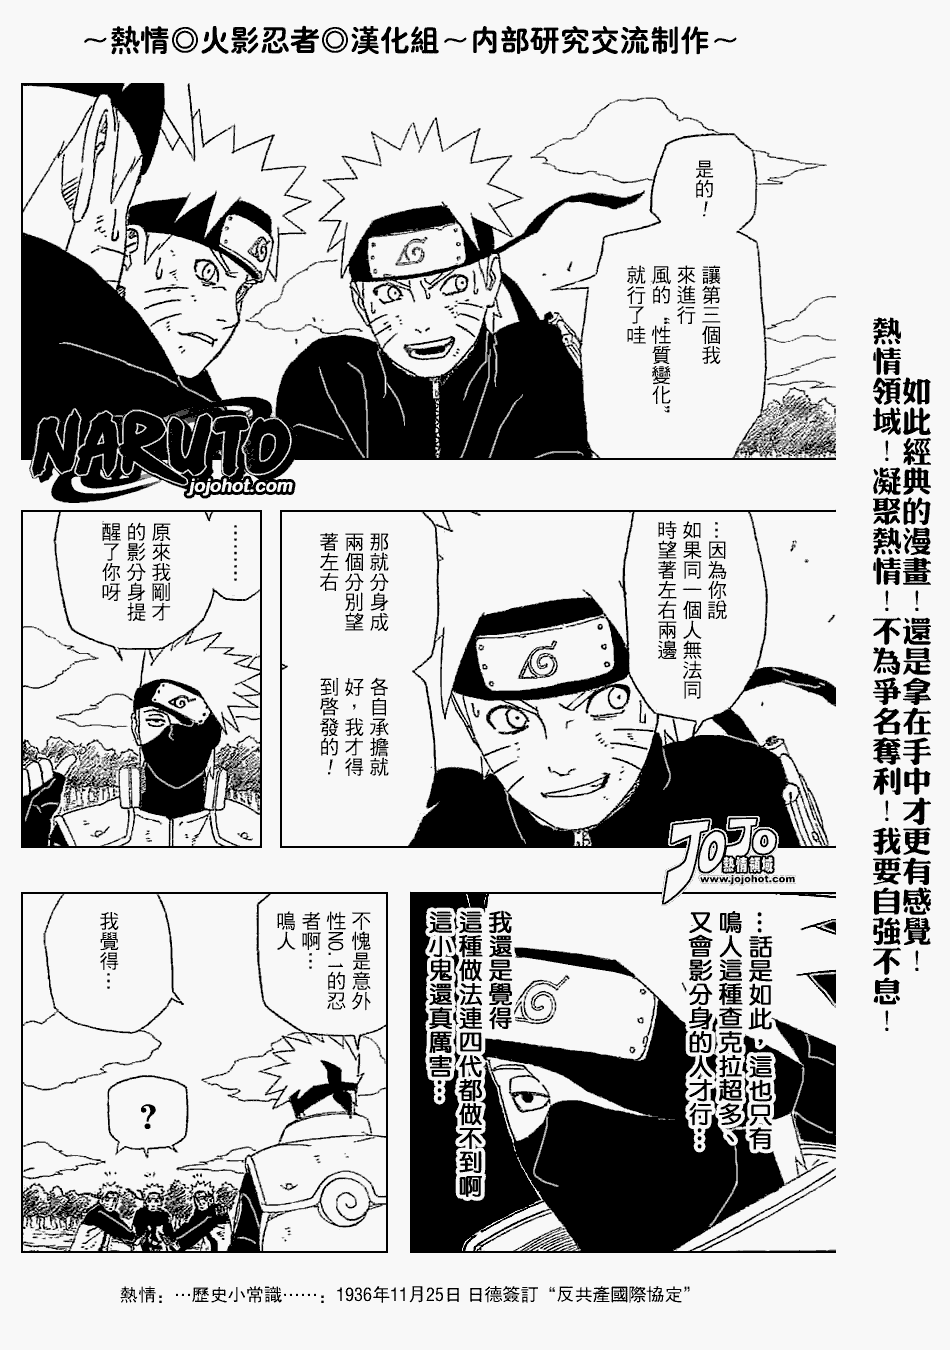 ～熱情◎火影忍者◎漢化組～內部研究交流制作～
是的！
讓第三個我
來進行
風的“性質變化”
就行了哇
NARUTO
jojohot.com
…因為你說
如果同一個人無法同
時望著左右兩邊
那就分身成
兩個分別望
著左右
各自承擔就
好，我才得
到啓發的！
………
原來我剛才
的影分身提
醒了你呀
JOJO
熱情領域
www.jojohot.com
…話是如此，這也只有
鳴人這種查克拉超多、
又會影分身的人才行…
我還是覺得
這種做法連四代都做不到啊
這小鬼還真厲害…
不愧是意外
性NO.1的忍
者啊…
鳴人
我覺得…
?
如此經典的漫畫！還是拿在手中才更有感覺！
熱情領域！凝聚熱情！不為爭名奪利！我要自強不息！
熱情：…歷史小常識……：1936年11月25日 日德簽訂“反共產國際協定”